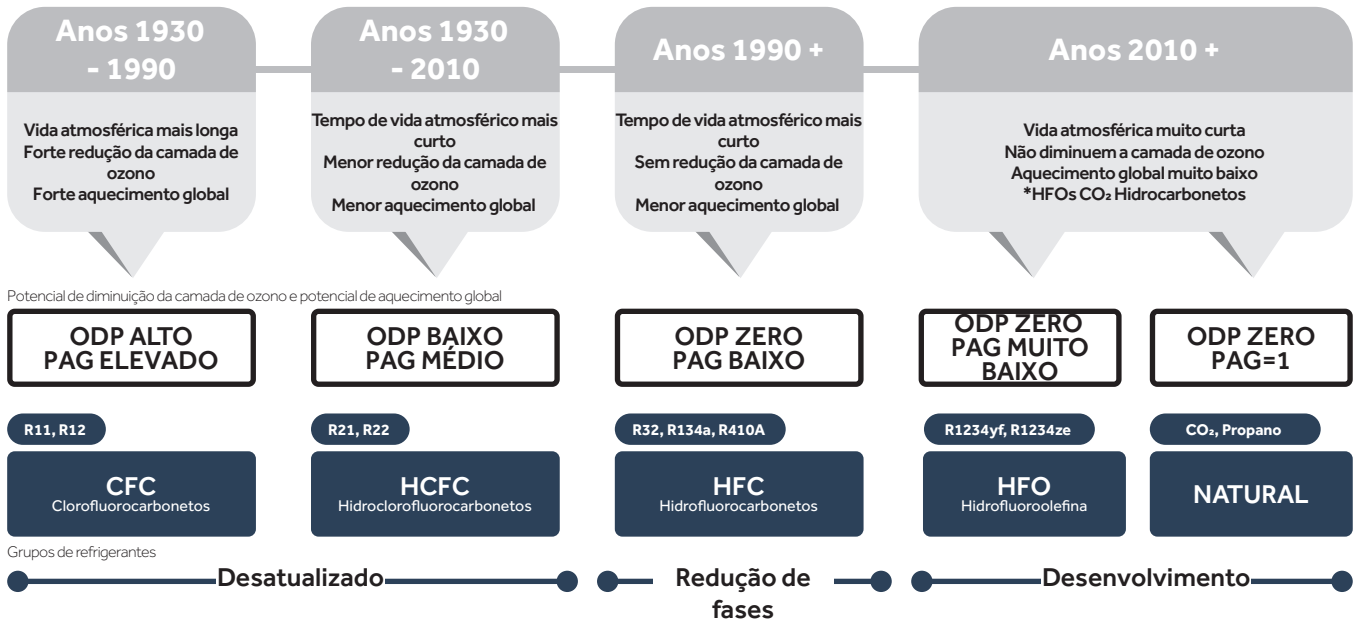 Anos 1930
- 1990
Vida atmosférica mais longa
Forte redução da camada de
ozono
Forte aquecimento global
Anos 1930
- 2010
Tempo de vida atmosférico mais
curto
Menor redução da camada de
ozono
Menor aquecimento global
Anos 1990 +
Tempo de vida atmosférico mais
curto
Sem redução da camada de
ozono
Menor aquecimento global
Anos 2010 +
Vida atmosférica muito curta
Não diminuem a camada de ozono
Aquecimento global muito baixo
*HFOs CO₂ Hidrocarbonetos
Potencial de diminuição da camada de ozono e potencial de aquecimento global
ODP ALTO
PAG ELEVADO
ODP BAIXO
PAG MÉDIO
ODP ZERO
PAG BAIXO
ODP ZERO
PAG MUITO
BAIXO
ODP ZERO
PAG=1
R11, R12
R21, R22
R32, R134a, R410A
R1234yf, R1234ze
CO₂, Propano
CFC
Clorofluorocarbonetos
HCFC
Hidroclorofluorocarbonetos
HFC
Hidrofluorocarbonetos
HFO
Hidrofluoroolefina
NATURAL
Grupos de refrigerantes
Desatualizado
Redução de
fases
Desenvolvimento